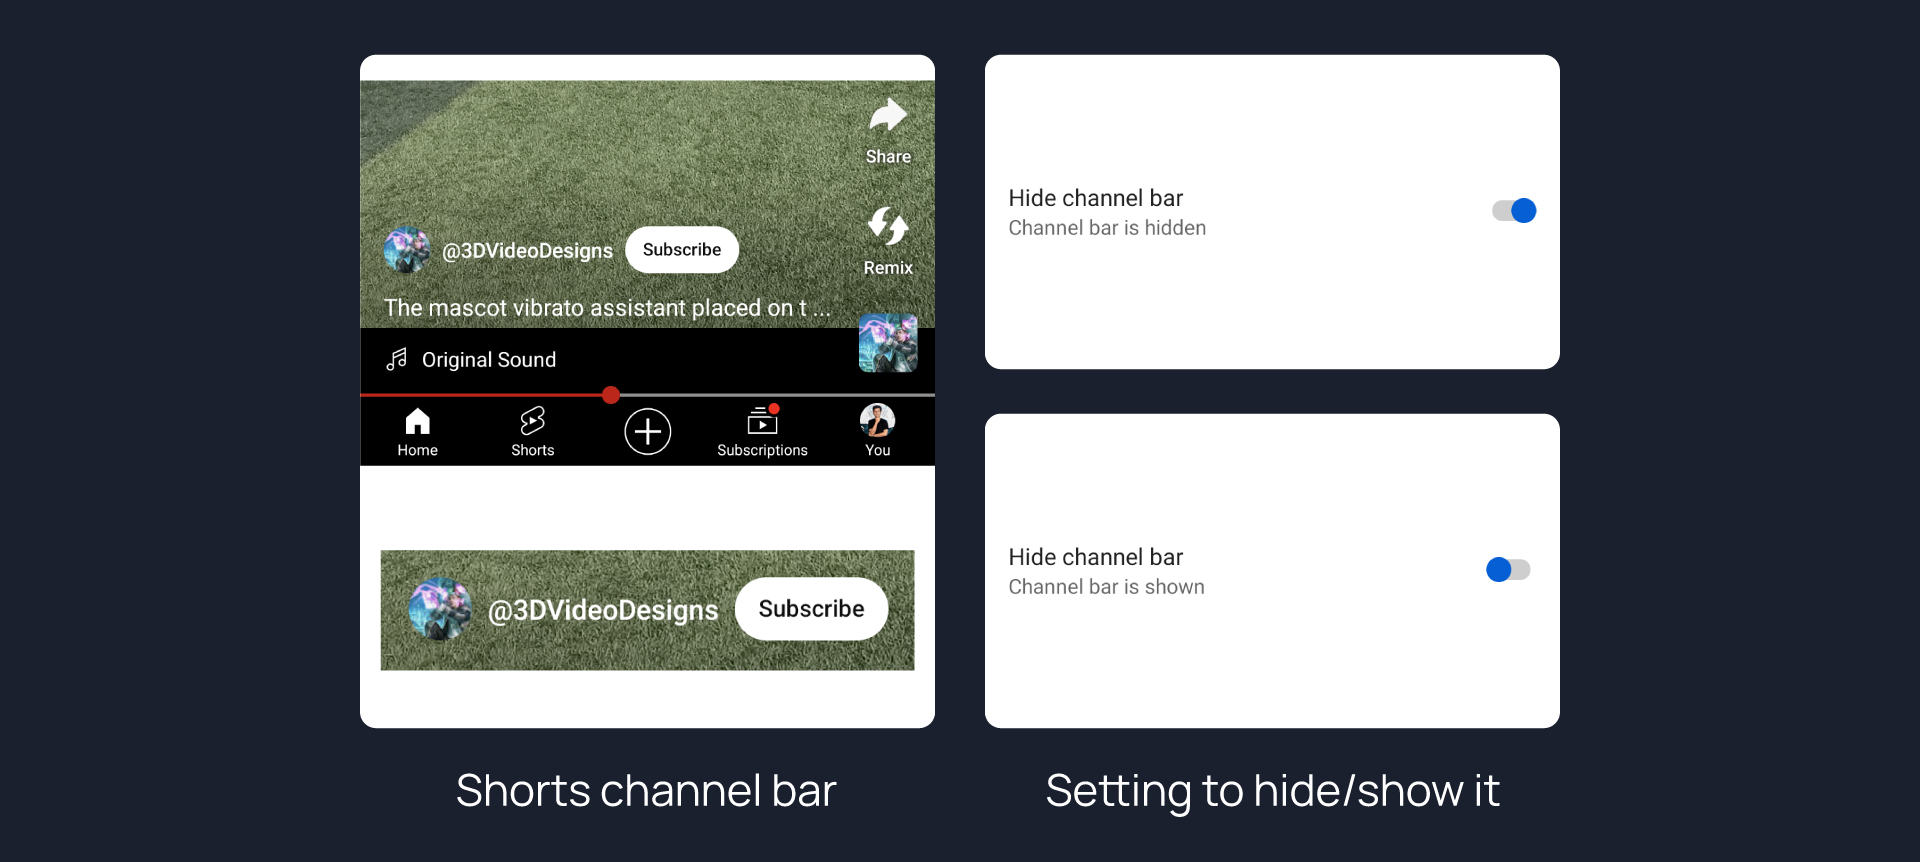 Share
Remix
@3DVideoDesigns Subscribe
The mascot vibrato assistant placed on t ...
Original Sound
Home Shorts Subscriptions You
@3DVideoDesigns Subscribe
Shorts channel bar
Hide channel bar
Channel bar is hidden
Hide channel bar
Channel bar is shown
Setting to hide/show it